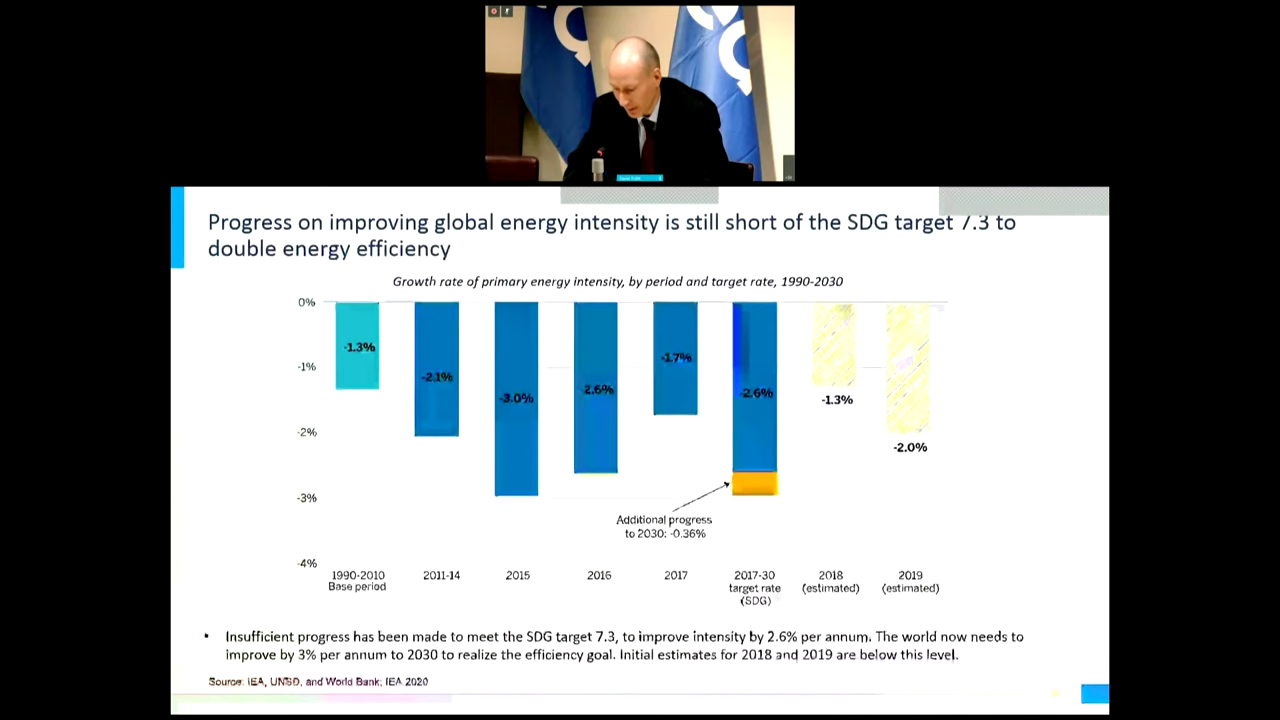 Progress on improving global energy intensity is still short of the SDG target 7.3 to
double energy efficiency
Growth rate of primary energy intensity, by period and target rate, 1990-2030
0%
-1%
-2%
-3%
-4%
-1.3%
-2.1%
-3.0%
2.6%
-1.7%
-2.6%
-1.3%
-2.0%
Additional progress
to 2030: -0.36%
1990-2010
Base period
2011-14
2015
2016
2017
2017-30
target rate
(SDG)
2018
(estimated)
2019
(estimated)
• Insufficient progress has been made to meet the SDG target 7.3, to improve intensity by 2.6% per annum. The world now needs to
improve by 3% per annum to 2030 to realize the efficiency goal. Initial estimates for 2018 and 2019 are below this level.
Source: IEA, UNSD, and World Bank; IEA 2020